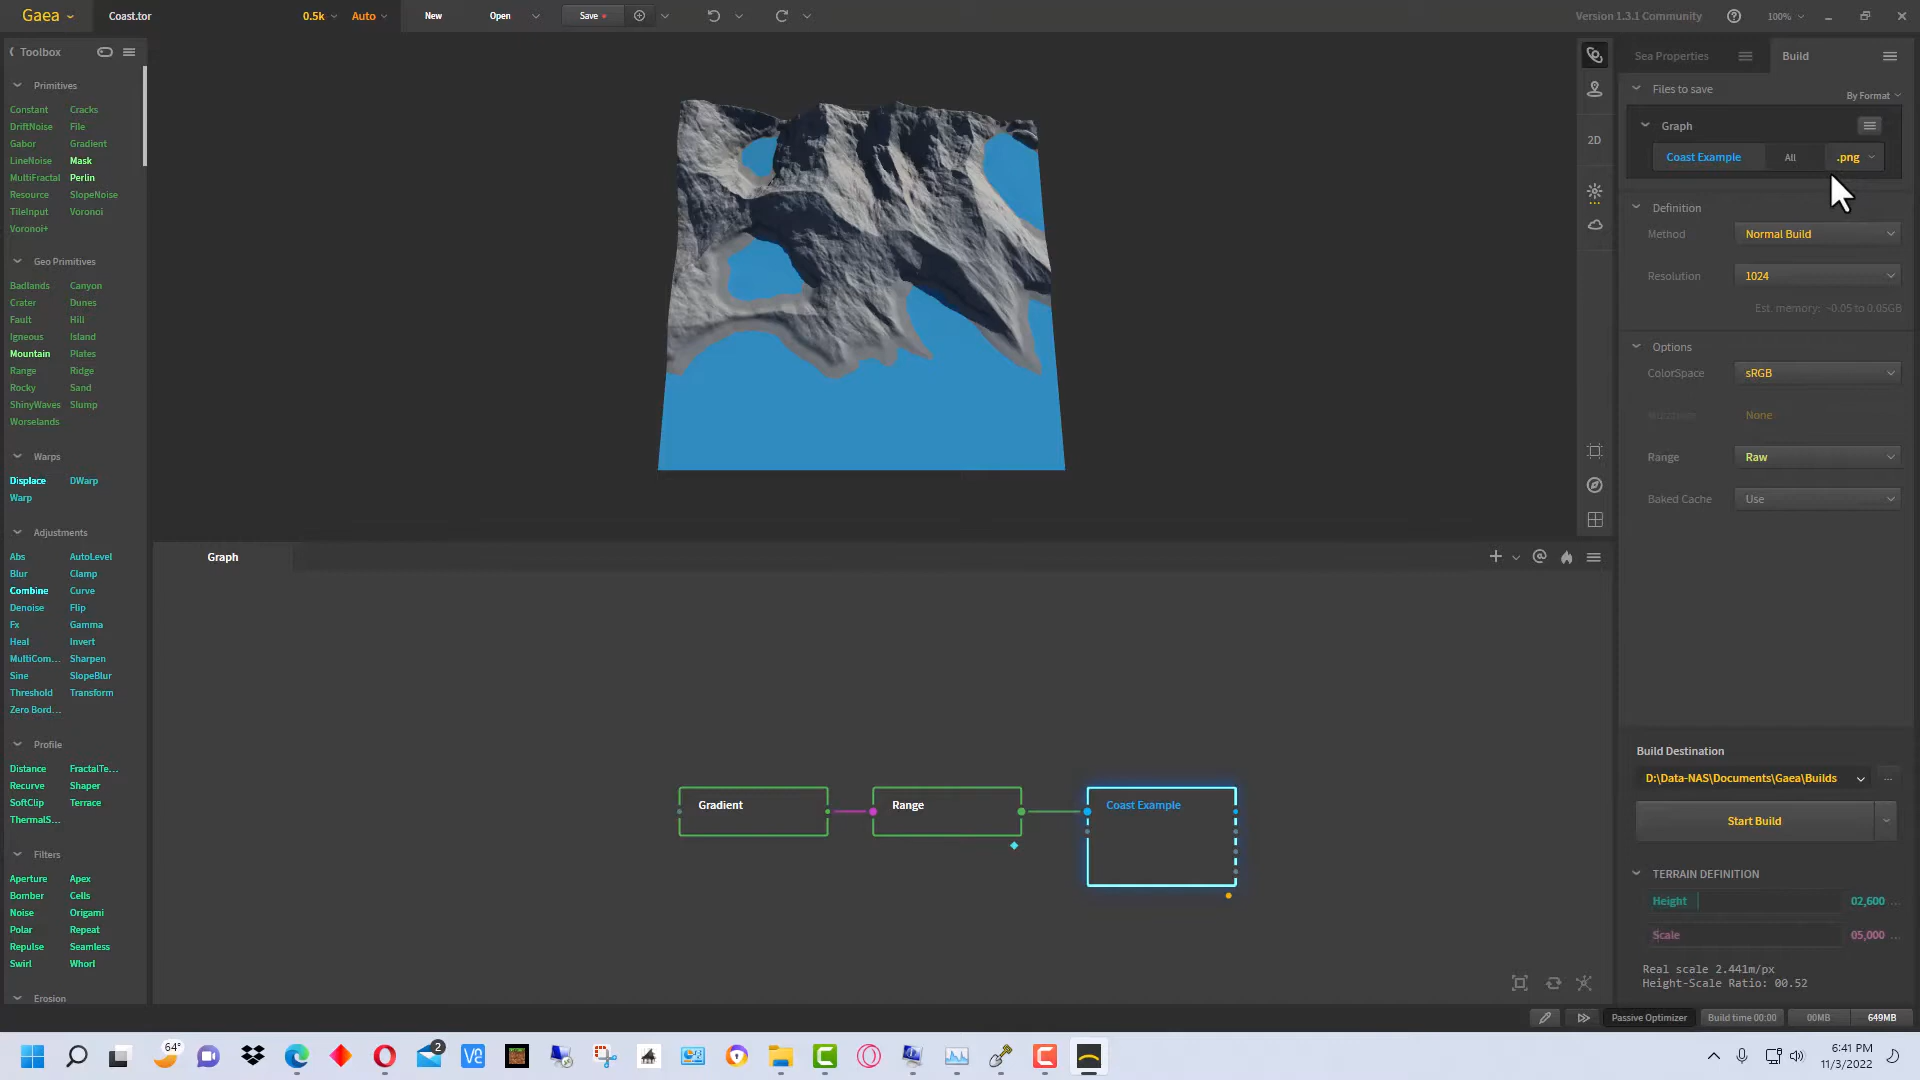 Gaea
Coast.tor
0.5k
Auto
New
Open
Save
Version 1.3.1 Community
100%
Toolbox
Primitives
Constant Cracks
DriftNoise File
Gabor Gradient
LineNoise Mask
MultiFractal Perlin
Resource SlopeNoise
TileInput Voronoi
Voronoi+
Geo Primitives
Badlands Canyon
Crater Dunes
Fault Hill
Igneous Island
Mountain Plates
Range Ridge
Rocky Sand
ShinyWaves Slump
Worselands
Warps
Displace DWarp
Warp
Adjustments
Abs AutoLevel
Blur Clamp
Combine Curve
Denoise Flip
Fx Gamma
Heal Invert
MultiCom... Sharpen
Sine SlopeBlur
Threshold Transform
Zero Bord...
Profile
Distance FractalTe...
Recurve Shaper
SoftClip Terrace
ThermalS...
Filters
Aperture Apex
Bomber Cells
Noise Origami
Polar Repeat
Repulse Seamless
Swirl Whorl
Erosion
2D
Graph
Gradient
Range
Coast Example
Sea Properties
Build
Files to save
By Format
Graph
Coast Example All .png
Definition
Method Normal Build
Resolution 1024
Est. memory: ~0.05 to 0.05GB
Options
ColorSpace sRGB
None
Range Raw
Baked Cache Use
Build Destination
D:\Data-NAS\Documents\Gaea\Builds
...
Start Build
TERRAIN DEFINITION
Height 02,600 ...
Scale 05,000 ...
Real scale 2.441m/px
Height-Scale Ratio: 00.52
Passive Optimizer
Build time 00:00
00MB
649MB
64°
2
6:41 PM
11/3/2022